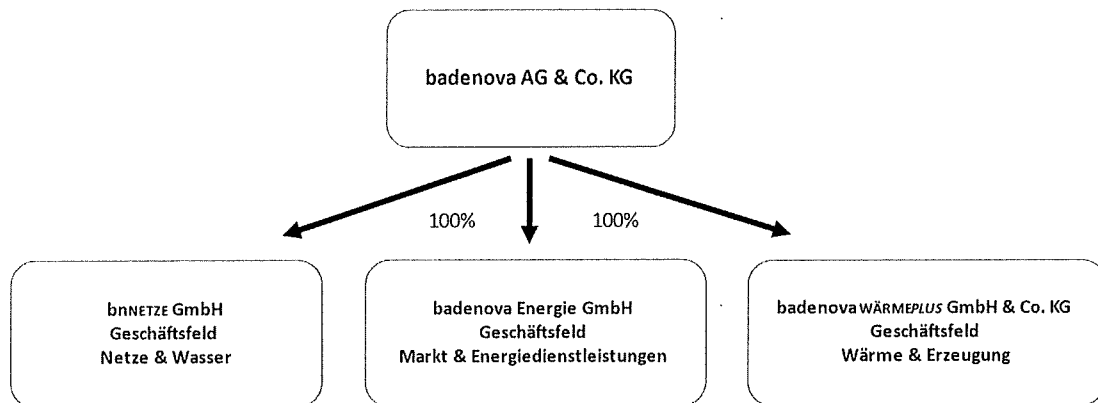 badenova AG & Co. KG
100%
100%
bnNETZE GmbH
Geschäftsfeld
Netze & Wasser
badenova Energie GmbH
Geschäftsfeld
Markt & Energiedienstleistungen
badenova WÄRMEPLUS GmbH & Co. KG
Geschäftsfeld
Wärme & Erzeugung